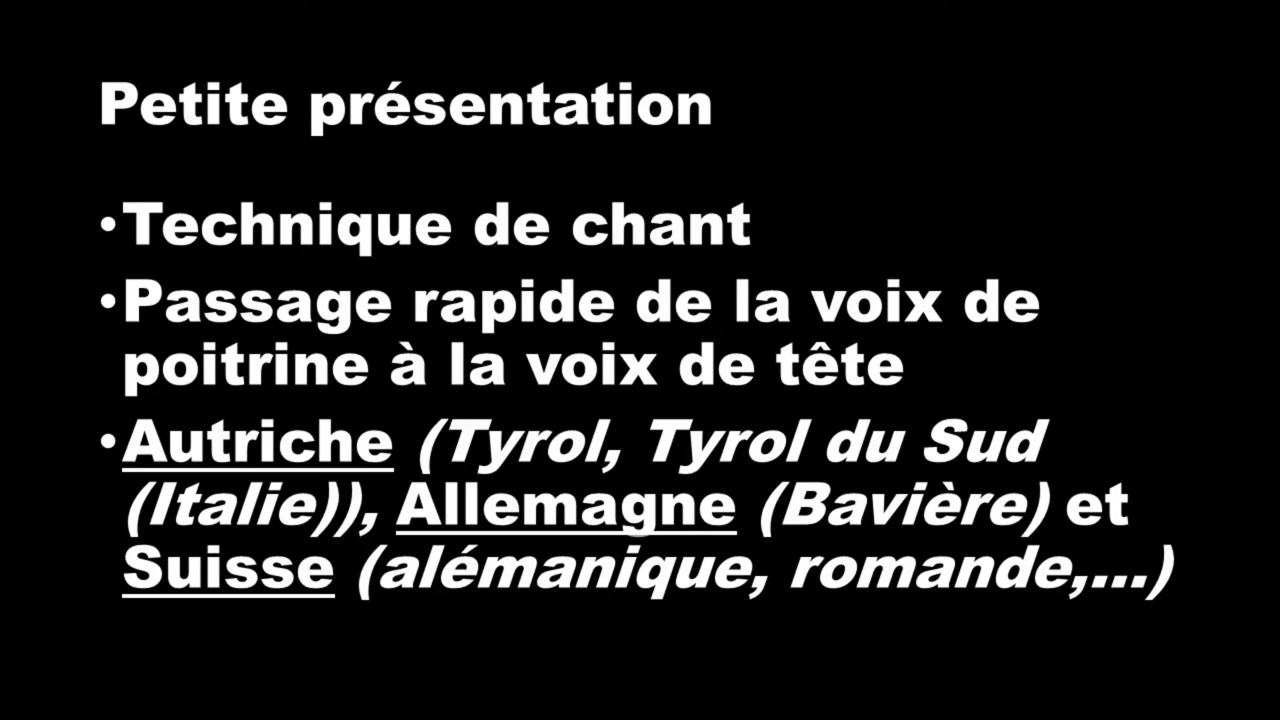 Petite présentation
•Technique de chant
•Passage rapide de la voix de
poitrine à la voix de tête
•Autriche (Tyrol, Tyrol du Sud
(Italie)), Allemagne (Bavière) et
Suisse (alémanique, romande,...)